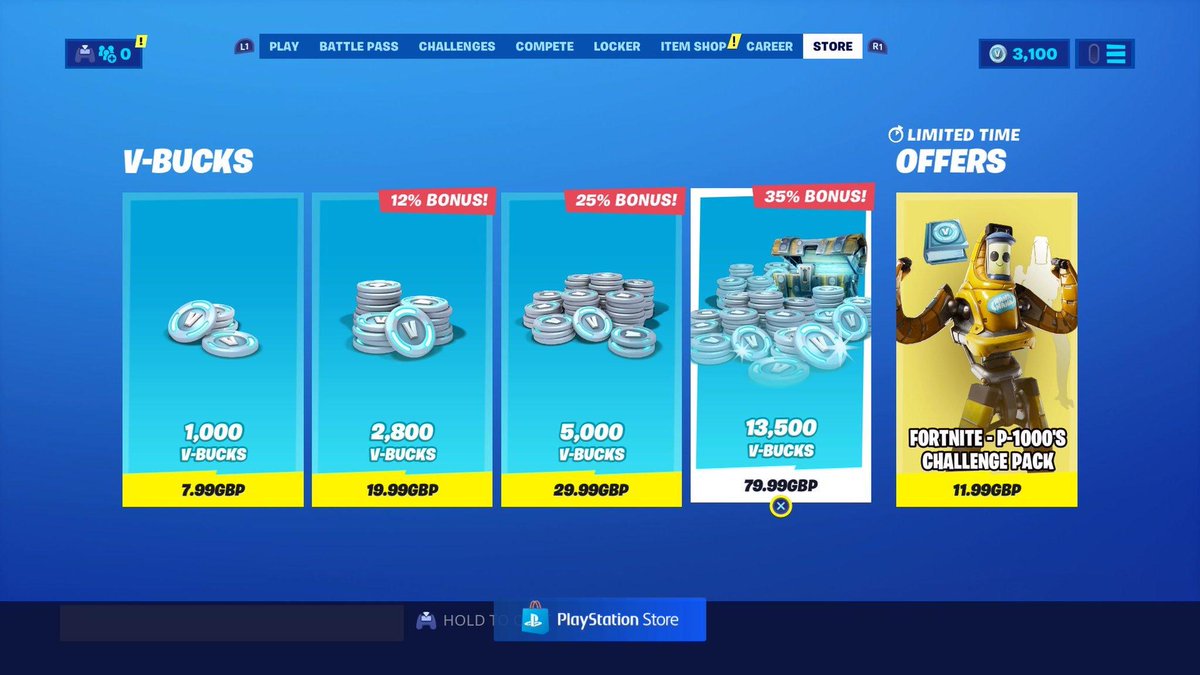 0
!
L1
PLAY
BATTLE PASS
CHALLENGES
COMPETE
LOCKER
ITEM SHOP
!
CAREER
STORE
R1
3,100
V-BUCKS
LIMITED TIME
OFFERS
1,000
V-BUCKS
7.99GBP
12% BONUS!
2,800
V-BUCKS
19.99GBP
25% BONUS!
5,000
V-BUCKS
29.99GBP
35% BONUS!
13,500
V-BUCKS
79.99GBP
FORTNITE - P-1000'S
CHALLENGE PACK
11.99GBP
HOLD TO
PlayStation Store